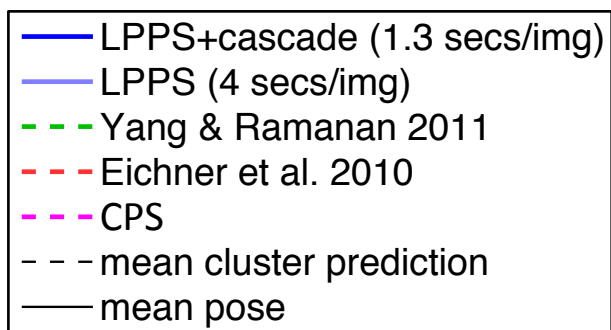 LPPS+cascade (1.3 secs/img)
LPPS (4 secs/img)
Yang & Ramanan 2011
Eichner et al. 2010
CPS
mean cluster prediction
mean pose